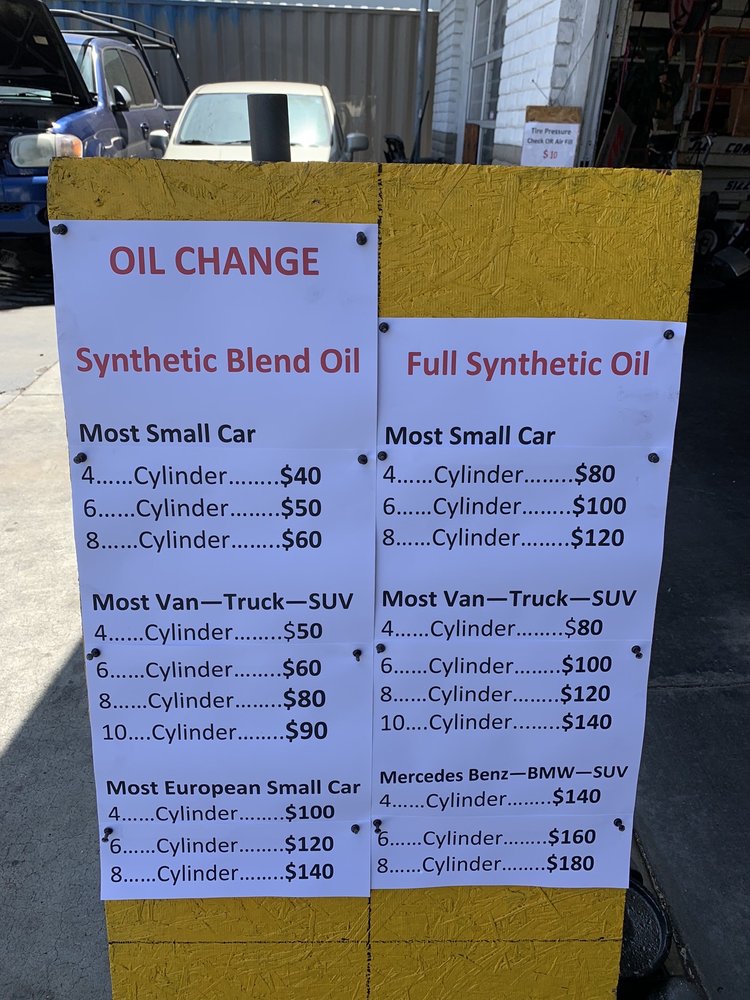 Tire Pressure
Check OR Air Fill
$10
OIL CHANGE
Synthetic Blend Oil
Most Small Car
4......Cylinder........$40
6......Cylinder........$50
8......Cylinder........$60
Most Van—Truck—SUV
4......Cylinder........$50
6......Cylinder........$60
8......Cylinder........$80
10....Cylinder........$90
Most European Small Car
4......Cylinder........$100
6......Cylinder........$120
8......Cylinder........$140
Full Synthetic Oil
Most Small Car
4......Cylinder........$80
6......Cylinder........$100
8......Cylinder........$120
Most Van—Truck—SUV
4......Cylinder........$80
6......Cylinder........$100
8......Cylinder........$120
10....Cylinder........$140
Mercedes Benz—BMW—SUV
4......Cylinder........$140
6......Cylinder........$160
8......Cylinder........$180